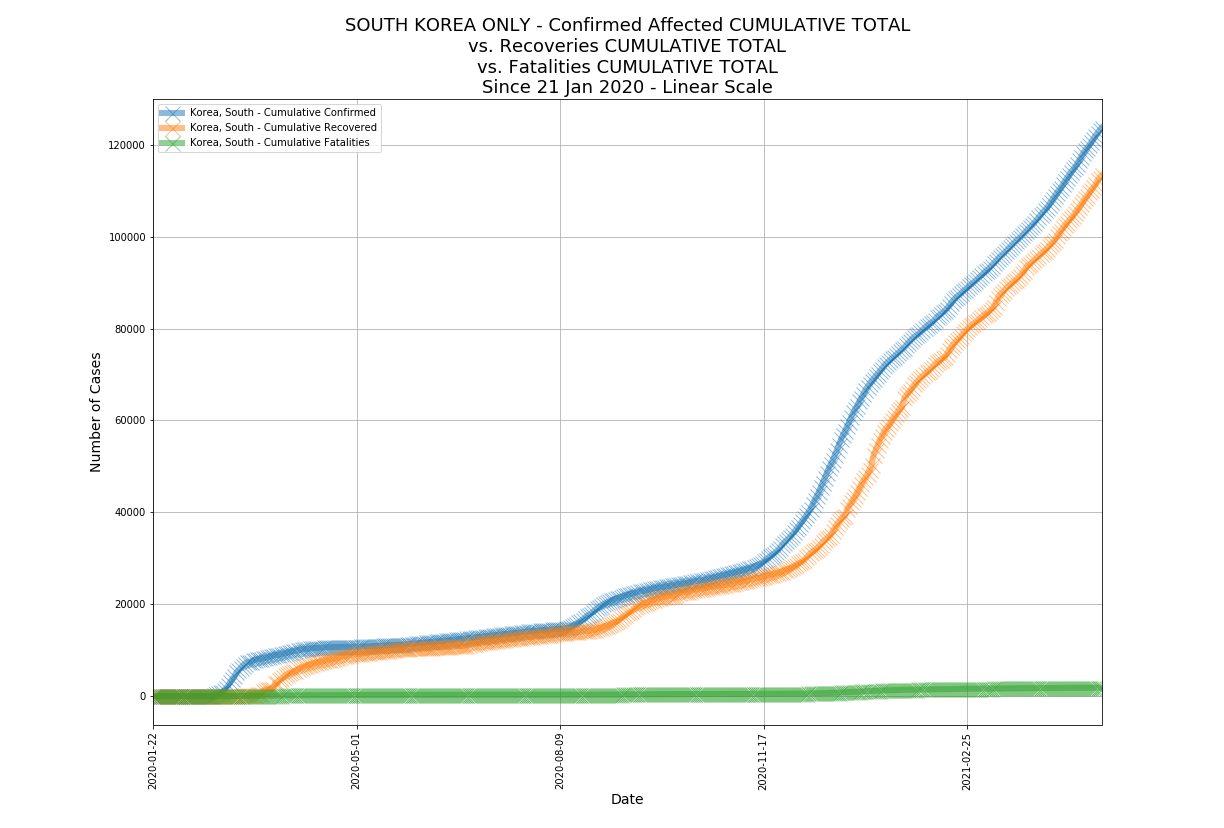 SOUTH KOREA ONLY - Confirmed Affected CUMULATIVE TOTAL
vs. Recoveries CUMULATIVE TOTAL
vs. Fatalities CUMULATIVE TOTAL
Since 21 Jan 2020 - Linear Scale
Korea, South - Cumulative Confirmed
Korea, South - Cumulative Recovered
Korea, South - Cumulative Fatalities
Number of Cases
120000
100000
80000
60000
40000
20000
0
2020-01-22
2020-05-01
2020-08-09
2020-11-17
2021-02-25
Date